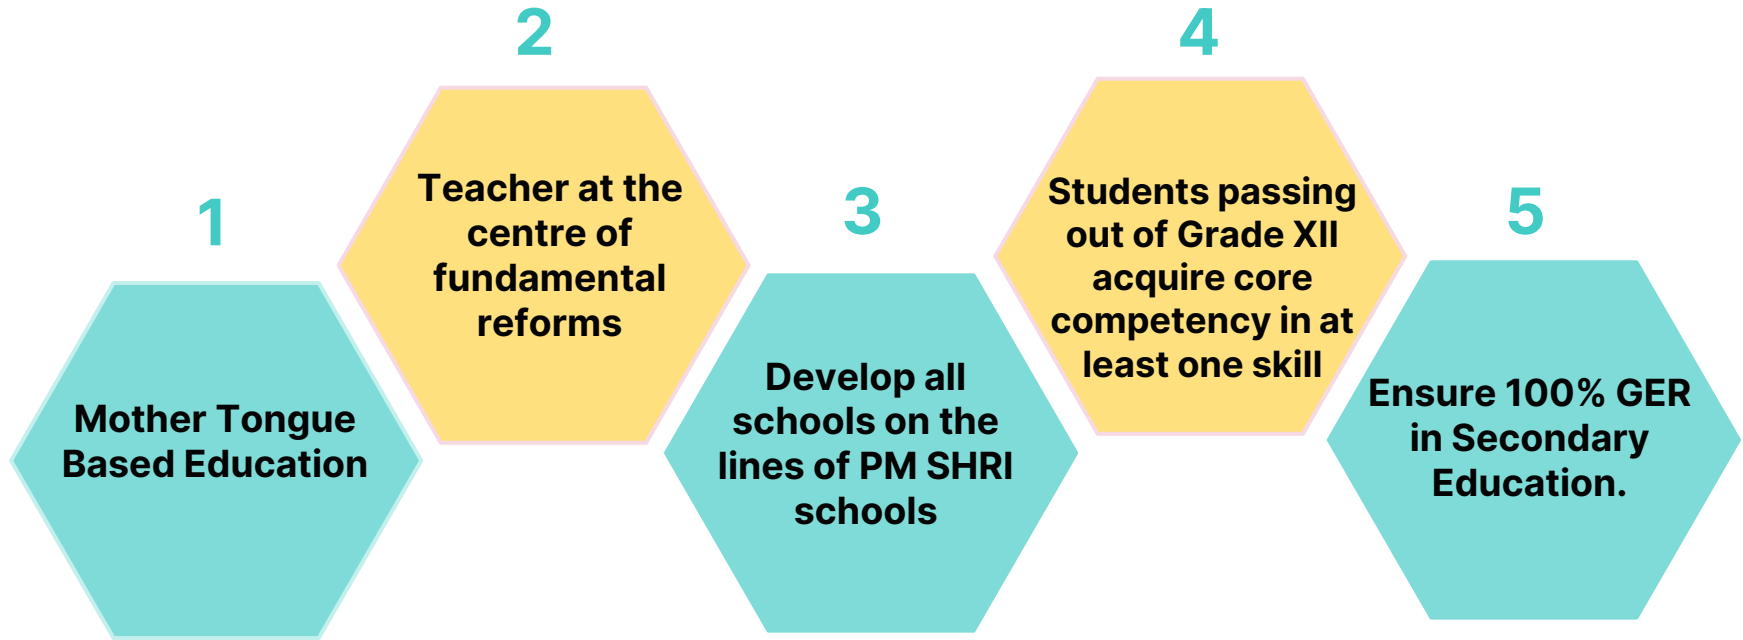 1
Mother Tongue
Based Education
2
Teacher at the
centre of
fundamental
reforms
3
Develop all
schools on the
lines of PM SHRI
schools
4
Students passing
out of Grade XII
acquire core
competency in at
least one skill
5
Ensure 100% GER
in Secondary
Education.